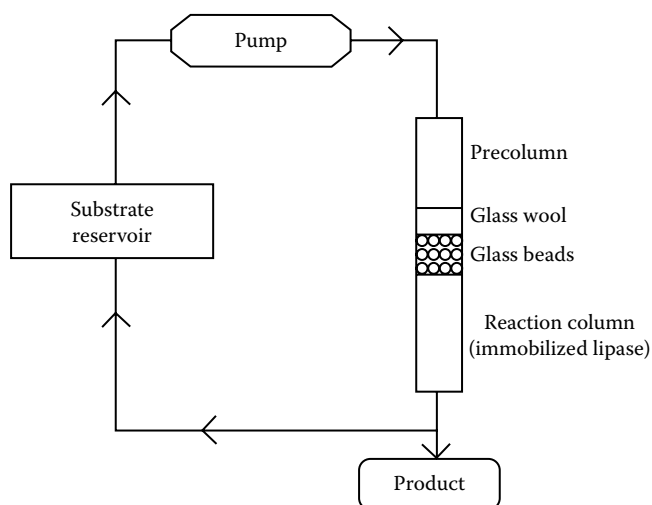 Pump
Precolumn
Glass wool
Substrate
reservoir
Glass beads
Reaction column
(immobilized lipase)
Product